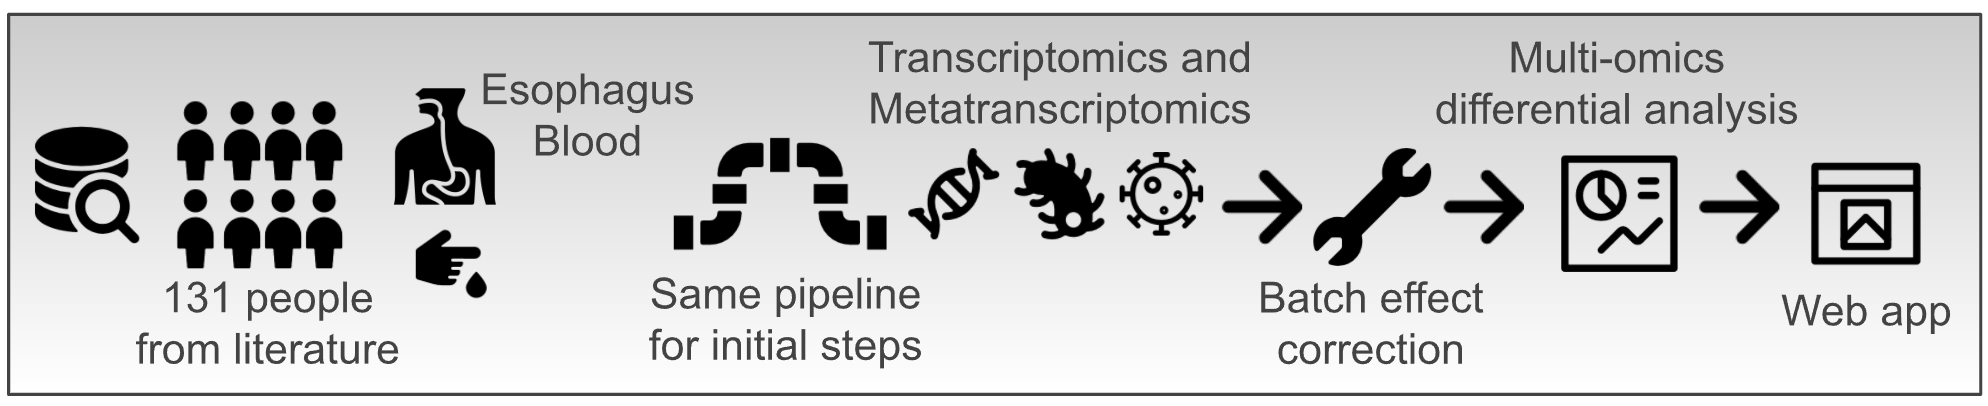 131 people
from literature
Esophagus
Blood
Same pipeline
for initial steps
Transcriptomics and
Metatranscriptomics
Batch effect
correction
Multi-omics
differential analysis
Web app